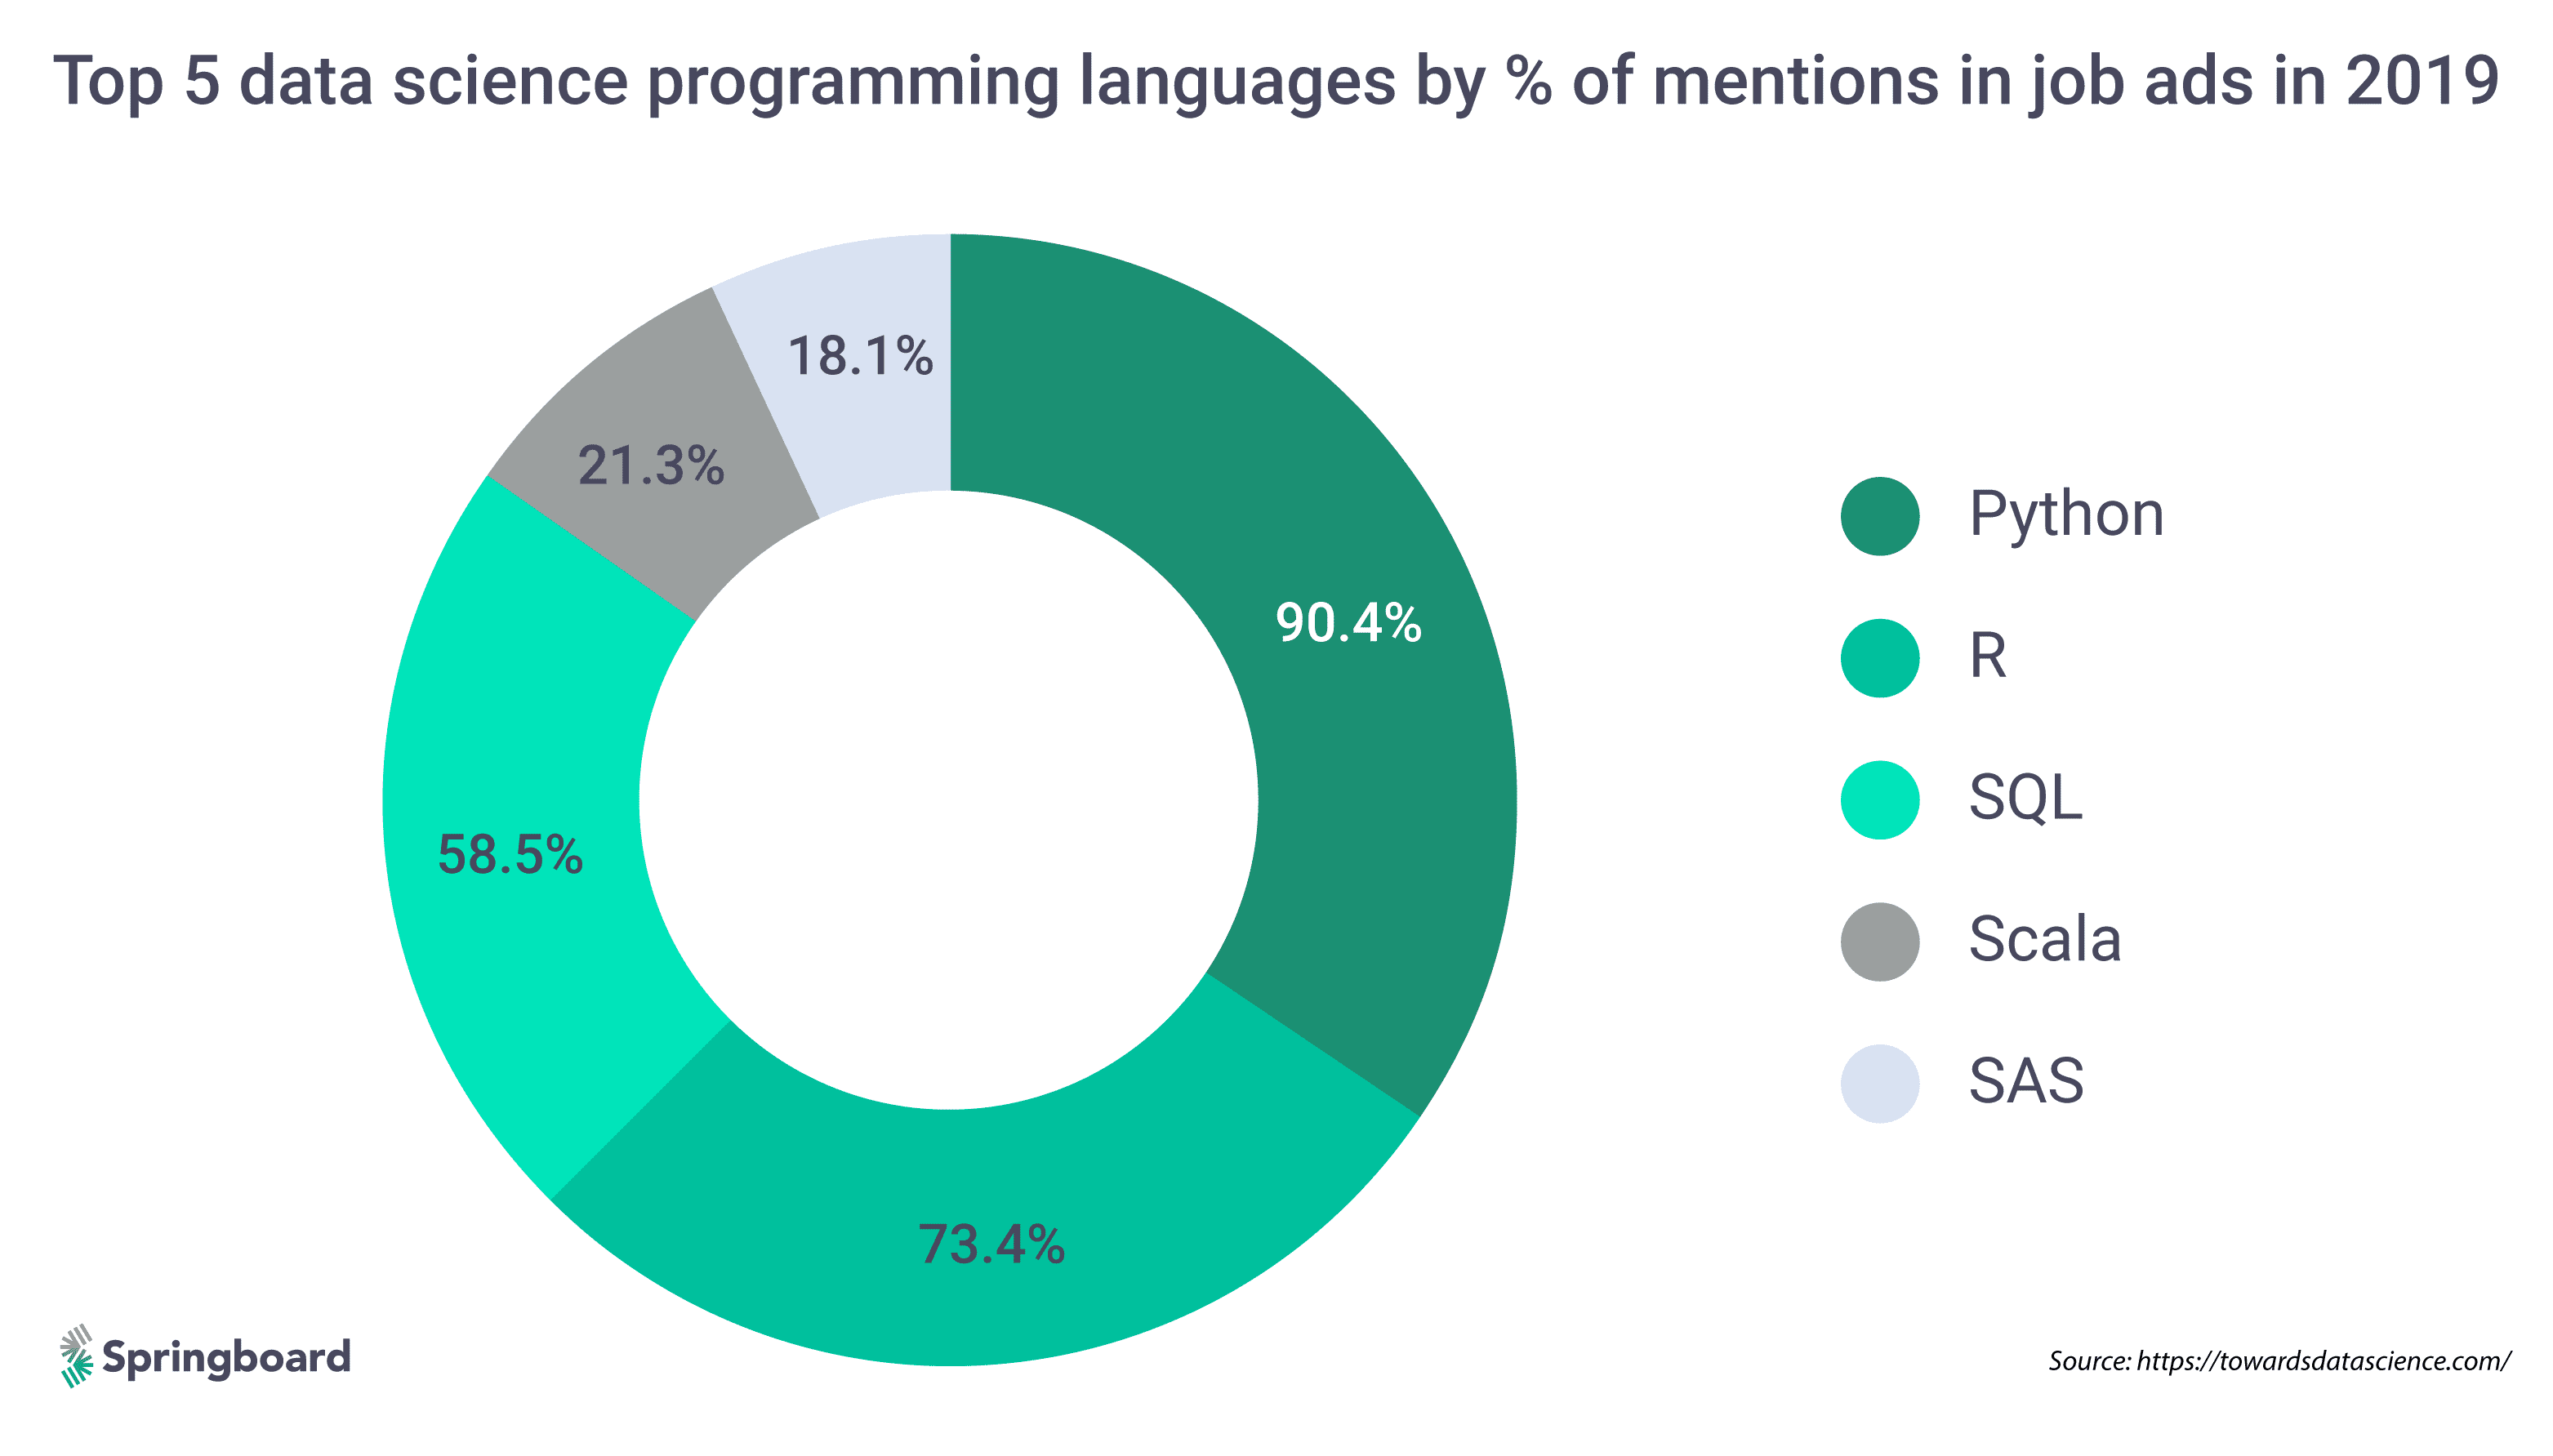 Top 5 data science programming languages by % of mentions in job ads in 2019
18.1%
21.3%
90.4%
58.5%
73.4%
Python
R
SQL
Scala
SAS
Springboard
Source: https://towardsdatascience.com/